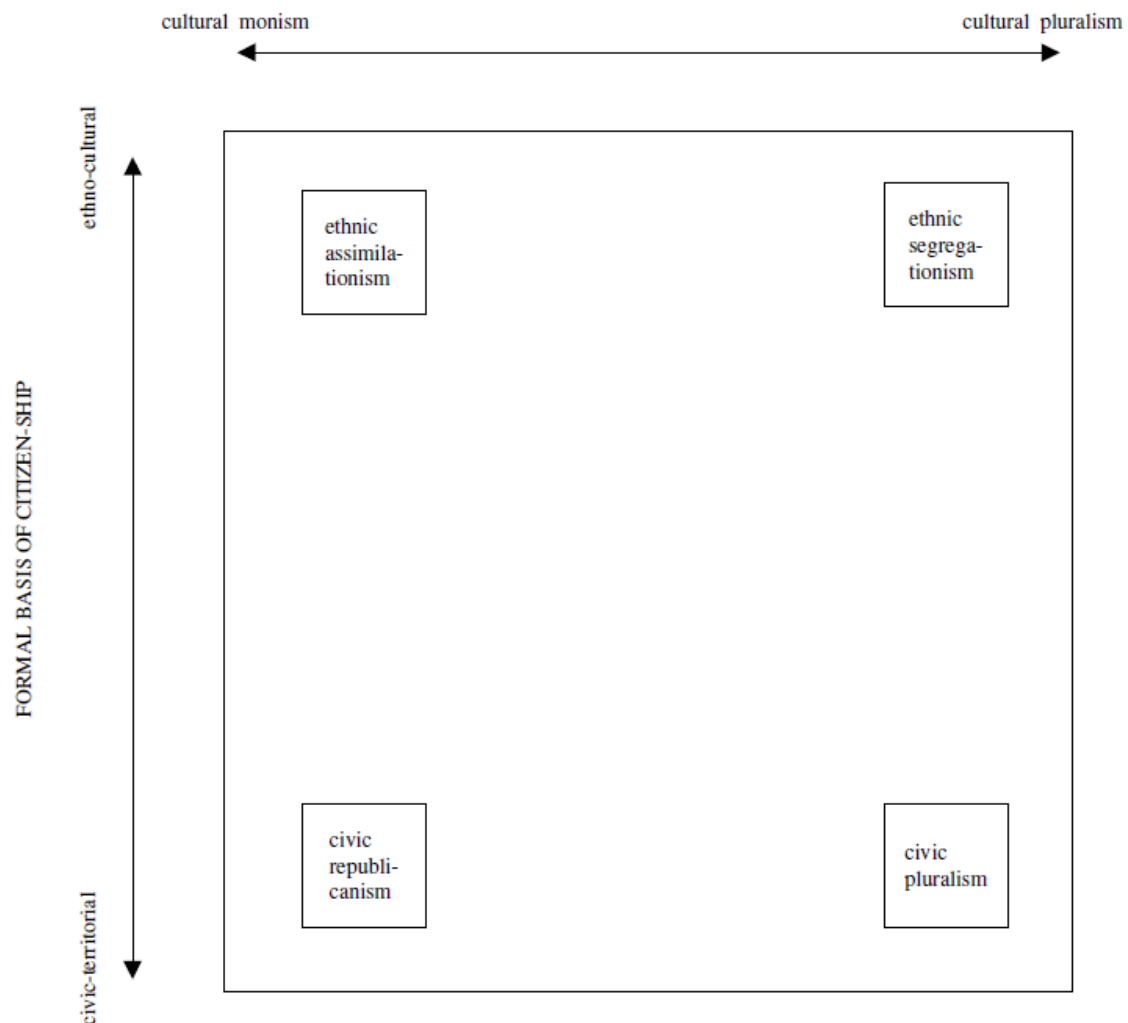 cultural monism
cultural pluralism
ethno-cultural
ethnic
assimila-
tionism
ethnic
segrega-
tionism
FORMAL BASIS OF CITIZEN-SHIP
civic
republi-
canism
civic
pluralism
civic-territorial